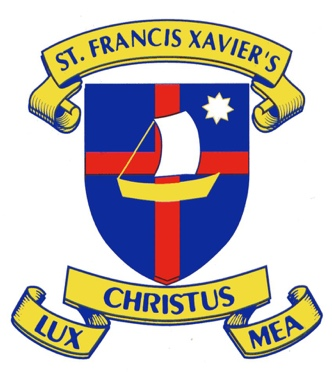 ST. FRANCIS XAVIER'S
CHRISTUS
LUX MEA